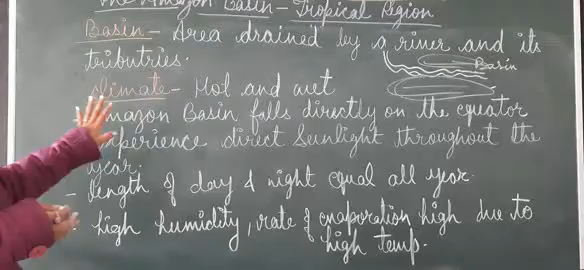 The Amazon Basin - Tropical Region
Basin - Area drained by a river and its
tributries.
Basin
Climate - Hot and wet
Amazon Basin falls directly on the equator
experience direct Sunlight throughout the
year.
- length of day & night equal all year.
- high humidity, rate of evaporation high due to
high temp.